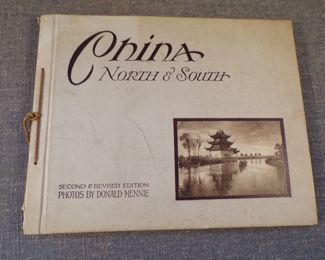 China
North & South
SECOND & REVISED EDITION
PHOTOS BY DONALD MENNIE